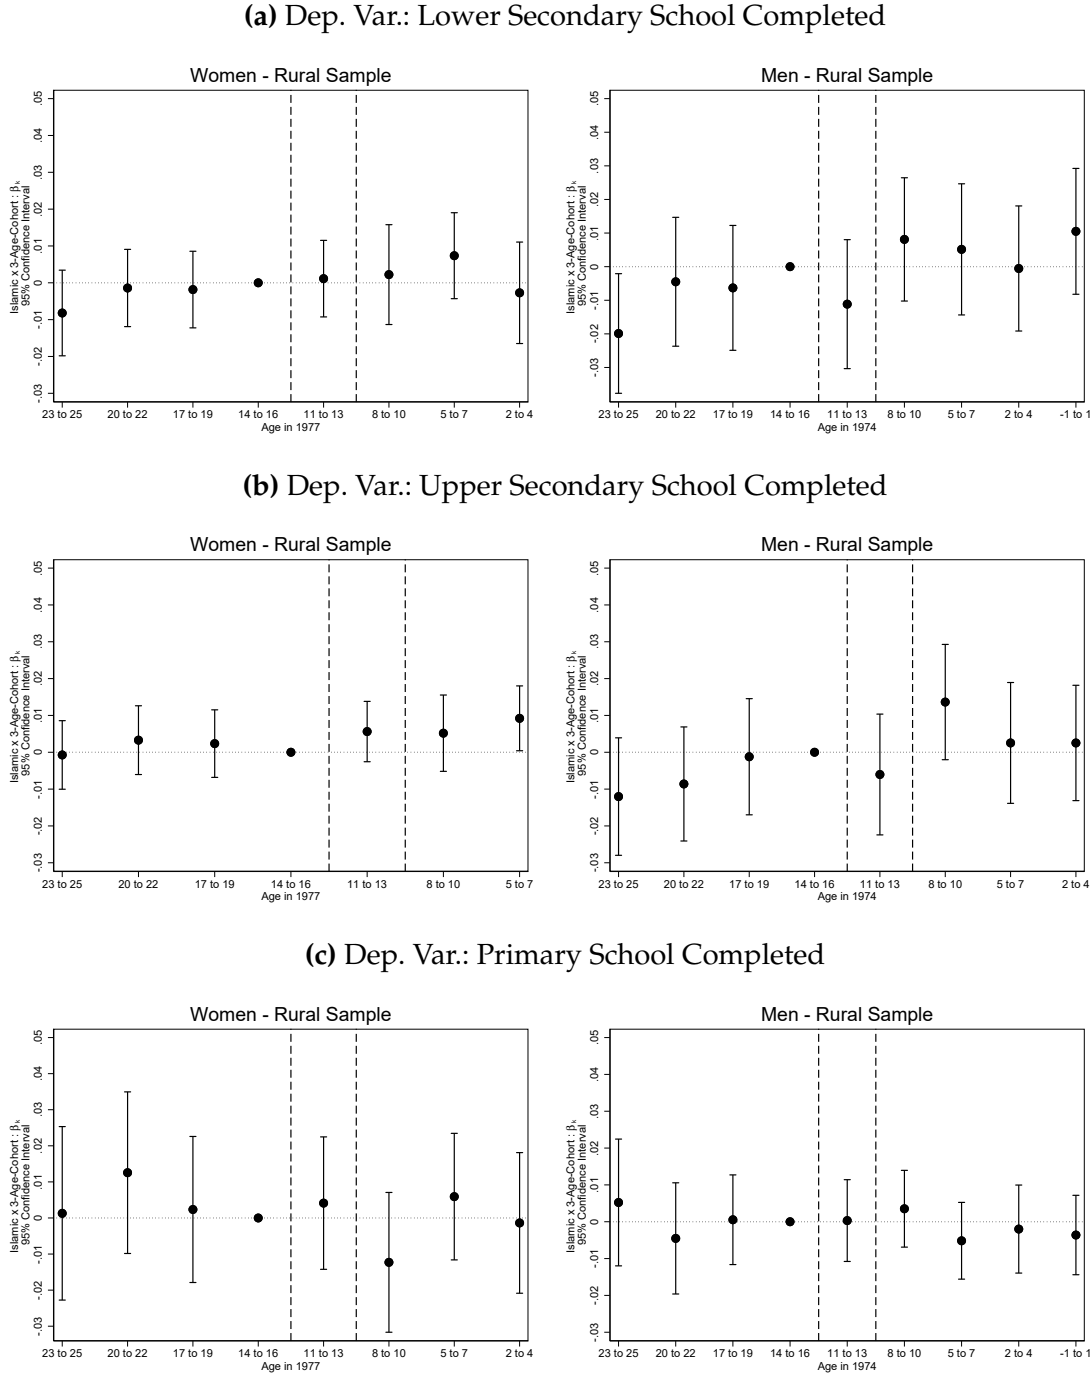 (a) Dep. Var.: Lower Secondary School Completed
Women - Rural Sample
Islamic x 3-Age-Cohort : βk
95% Confidence Interval
.05
.04
.03
.02
.01
0
-.01
-.02
-.03
23 to 25 20 to 22 17 to 19 14 to 16 11 to 13 8 to 10 5 to 7 2 to 4
Age in 1977
Men - Rural Sample
Islamic x 3-Age-Cohort : βk
95% Confidence Interval
.05
.04
.03
.02
.01
0
-.01
-.02
-.03
23 to 25 20 to 22 17 to 19 14 to 16 11 to 13 8 to 10 5 to 7 2 to 4 -1 to 1
Age in 1974
(b) Dep. Var.: Upper Secondary School Completed
Women - Rural Sample
Islamic x 3-Age-Cohort : βk
95% Confidence Interval
.05
.04
.03
.02
.01
0
-.01
-.02
-.03
23 to 25 20 to 22 17 to 19 14 to 16 11 to 13 8 to 10 5 to 7
Age in 1977
Men - Rural Sample
Islamic x 3-Age-Cohort : βk
95% Confidence Interval
.05
.04
.03
.02
.01
0
-.01
-.02
-.03
23 to 25 20 to 22 17 to 19 14 to 16 11 to 13 8 to 10 5 to 7 2 to 4
Age in 1974
(c) Dep. Var.: Primary School Completed
Women - Rural Sample
Islamic x 3-Age-Cohort : βk
95% Confidence Interval
.05
.04
.03
.02
.01
0
-.01
-.02
-.03
23 to 25 20 to 22 17 to 19 14 to 16 11 to 13 8 to 10 5 to 7 2 to 4
Age in 1977
Men - Rural Sample
Islamic x 3-Age-Cohort : βk
95% Confidence Interval
.05
.04
.03
.02
.01
0
-.01
-.02
-.03
23 to 25 20 to 22 17 to 19 14 to 16 11 to 13 8 to 10 5 to 7 2 to 4 -1 to 1
Age in 1974